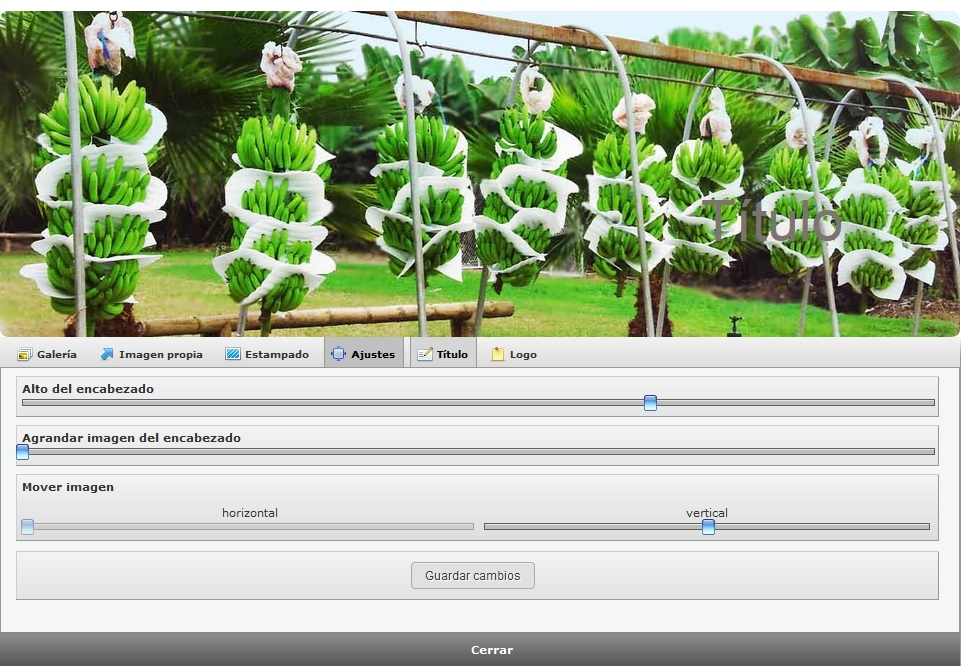 Título
Galería
Imagen propia
Estampado
Ajustes
Título
Logo
Alto del encabezado
Agrandar imagen del encabezado
Mover imagen
horizontal
vertical
Guardar cambios
Cerrar